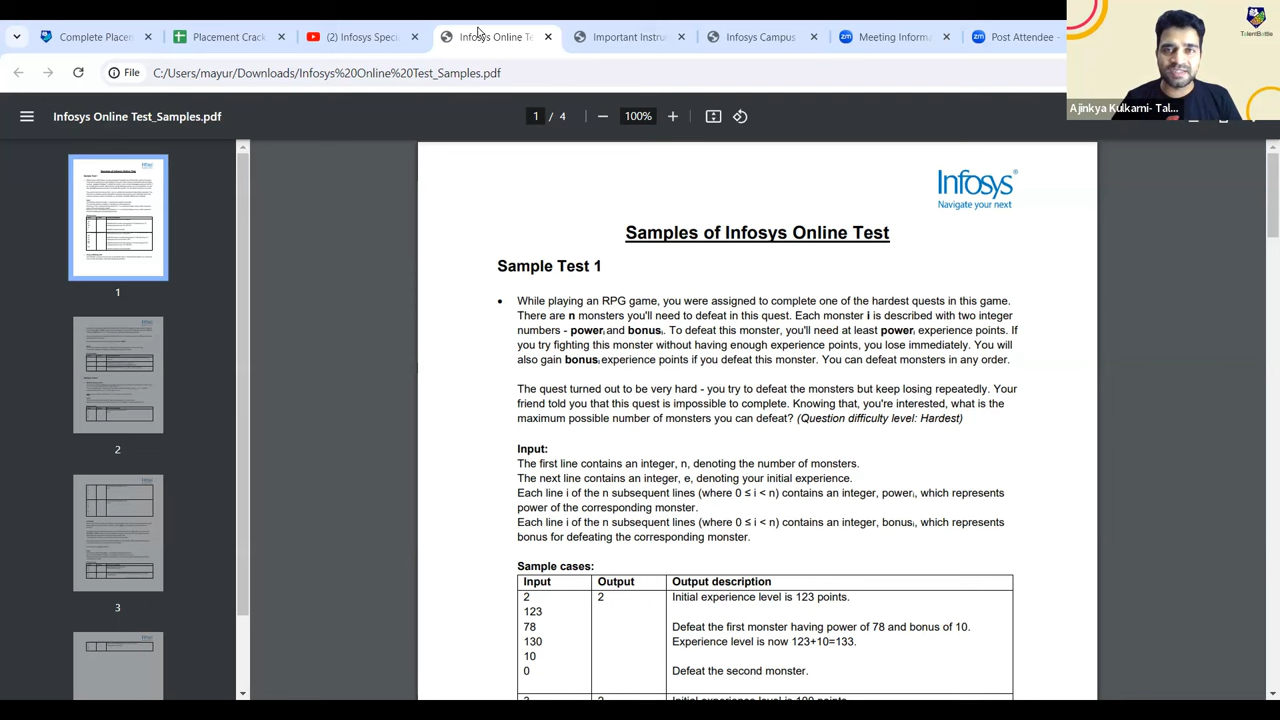 Complete Placen
Placement Crack
(2) Infosys Speci
Infosys Online Te
Important Instru
Infosys Campus
Meeting Informa
Post Attendee -
TalentBattle
File
C:/Users/mayur/Downloads/Infosys%20Online%20Test_Samples.pdf
Ajinkya Kulkarni- Tal...
Infosys Online Test_Samples.pdf
1 / 4
100%
1
2
3
Infosys®
Navigate your next
Samples of Infosys Online Test
Sample Test 1
• While playing an RPG game, you were assigned to complete one of the hardest quests in this game.
There are n monsters you'll need to defeat in this quest. Each monster i is described with two integer
numbers - powerᵢ and bonusᵢ. To defeat this monster, you'll need at least powerᵢ experience points. If
you try fighting this monster without having enough experience points, you lose immediately. You will
also gain bonusᵢ experience points if you defeat this monster. You can defeat monsters in any order.
The quest turned out to be very hard - you try to defeat the monsters but keep losing repeatedly. Your
friend told you that this quest is impossible to complete. Knowing that, you're interested, what is the
maximum possible number of monsters you can defeat? (Question difficulty level: Hardest)
Input:
The first line contains an integer, n, denoting the number of monsters.
The next line contains an integer, e, denoting your initial experience.
Each line i of the n subsequent lines (where 0 ≤ i < n) contains an integer, powerᵢ, which represents
power of the corresponding monster.
Each line i of the n subsequent lines (where 0 ≤ i < n) contains an integer, bonusᵢ, which represents
bonus for defeating the corresponding monster.
Sample cases:
Input Output Output description
2 2 Initial experience level is 123 points.
123
78 Defeat the first monster having power of 78 and bonus of 10.
130 Experience level is now 123+10=133.
10
0 Defeat the second monster.
3 2 Initial experience level is 100 points.